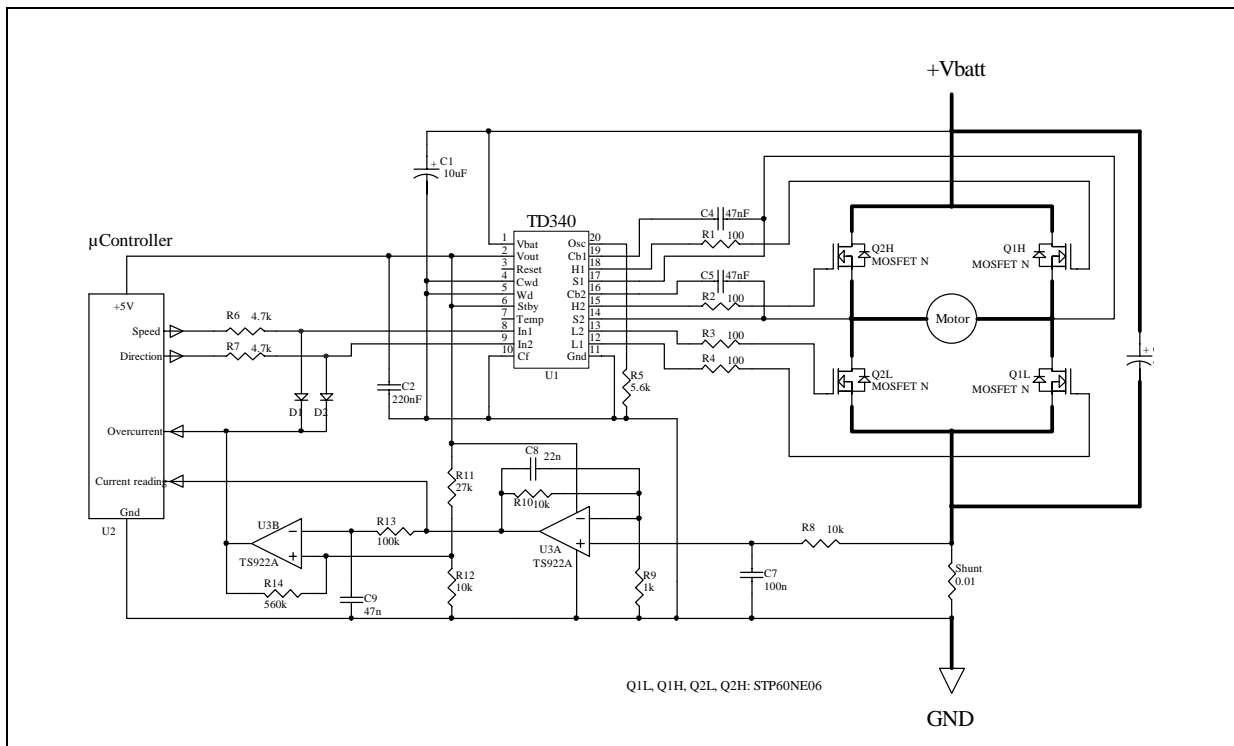 +Vbatt
C1
10uF
TD340
µController
1 Vbat Osc 20
2 Vout Cb1 19
3 Reset H1 18
4 Cwd S1 17
5 Wd Cb2 16
6 Stby H2 15
7 Temp S2 14
8 In1 L2 13
9 In2 L1 12
10 Cf Gnd 11
U1
C4 47nF
R1 100
C5 47nF
R2 100
R3 100
R4 100
R5
5.6k
Q2H
MOSFET N
Q1H
MOSFET N
Motor
Q2L
MOSFET N
Q1L
MOSFET N
+
+5V
Speed
Direction
Overcurrent
Current reading
Gnd
U2
R6 4.7k
R7 4.7k
D1 D2
C2
220nF
R11
27k
C8 22n
R10 10k
U3A
TS922A
U3B
TS922A
R13
100k
R14
560k
C9
47n
R12
10k
R9
1k
C7
100n
R8 10k
Shunt
0.01
Q1L, Q1H, Q2L, Q2H: STP60NE06
GND